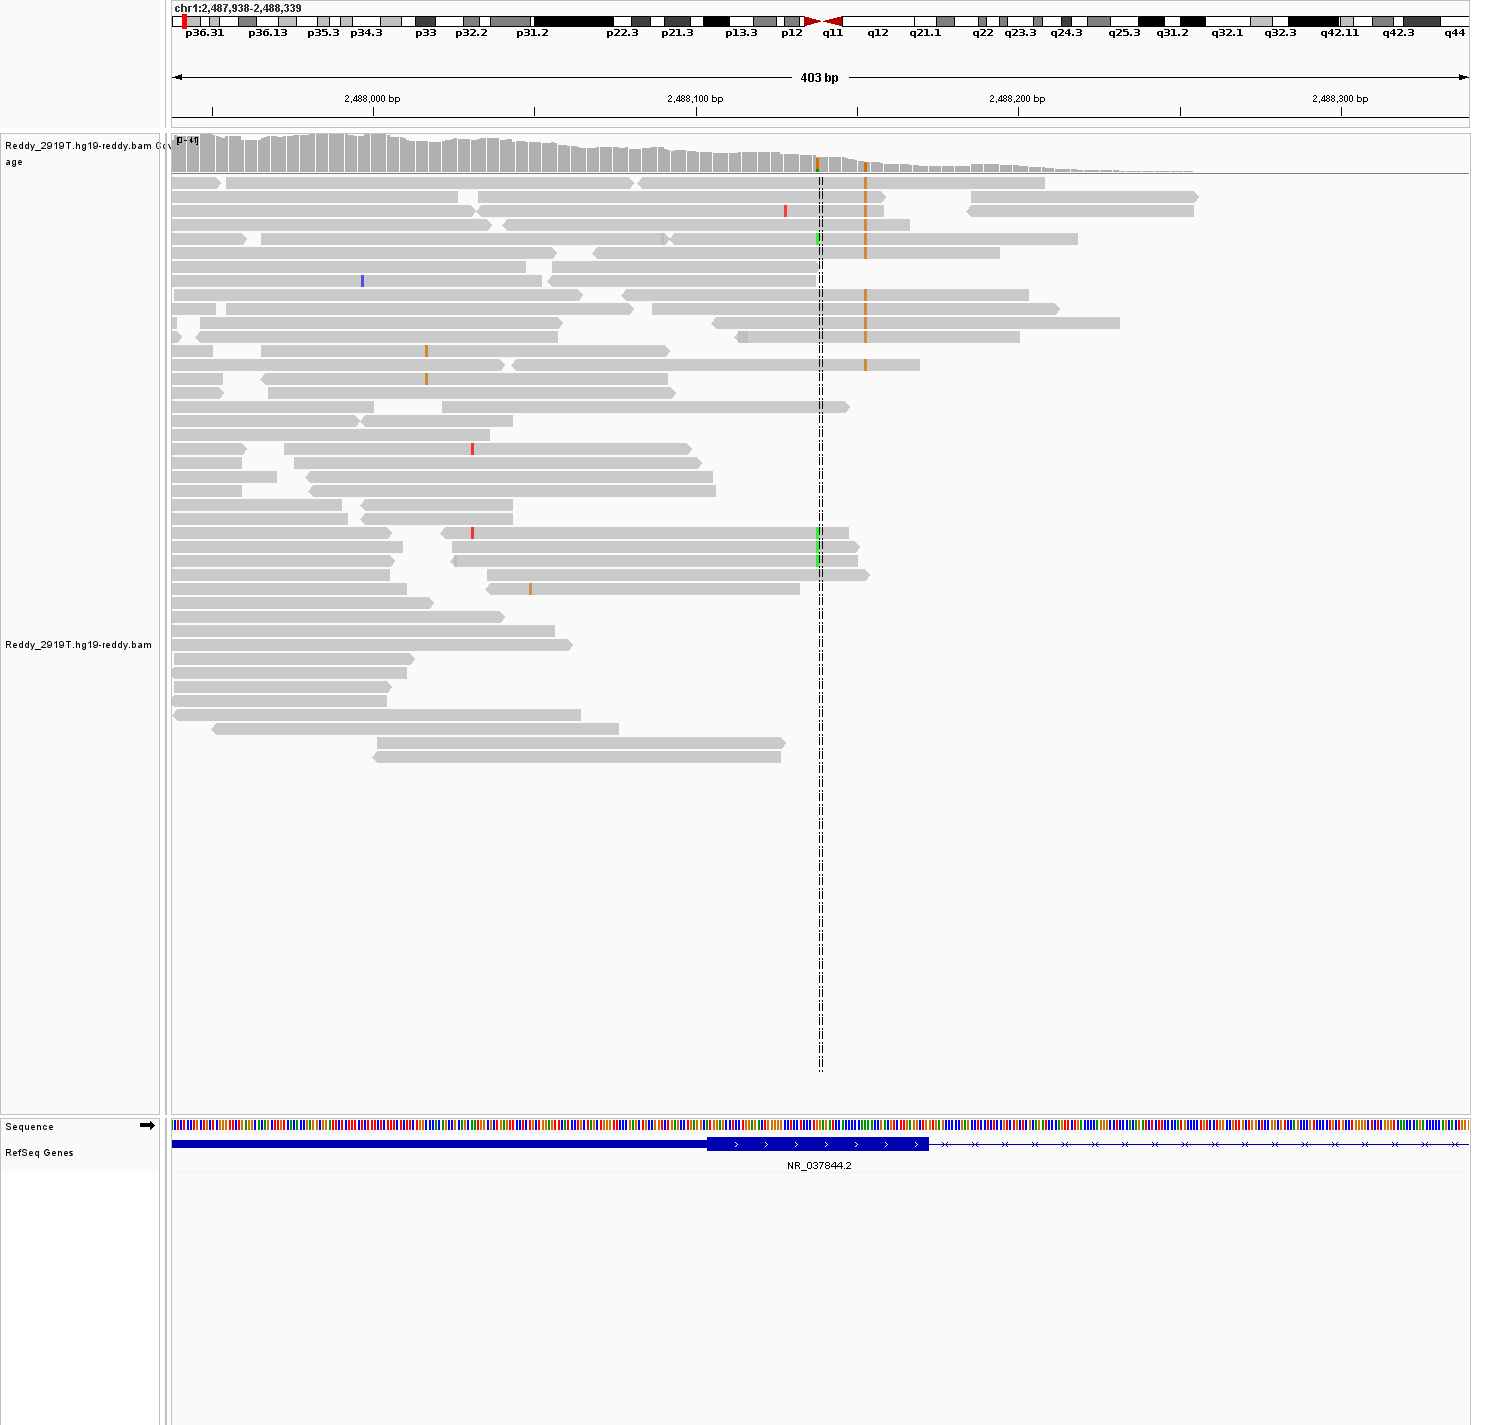 chr1:2,487,938-2,488,339
p36.31 p36.13 p35.3 p34.3 p33 p32.2 p31.2 p22.3 p21.3 p13.3 p12 q11 q12 q21.1 q22 q23.3 q24.3 q25.3 q31.2 q32.1 q32.3 q42.11 q42.3 q44
403 bp
2,488,000 bp 2,488,100 bp 2,488,200 bp 2,488,300 bp
[0 - 41]
Reddy_2919T.hg19-reddy.bam Cov
age
Reddy_2919T.hg19-reddy.bam
Sequence
RefSeq Genes
NR_037844.2